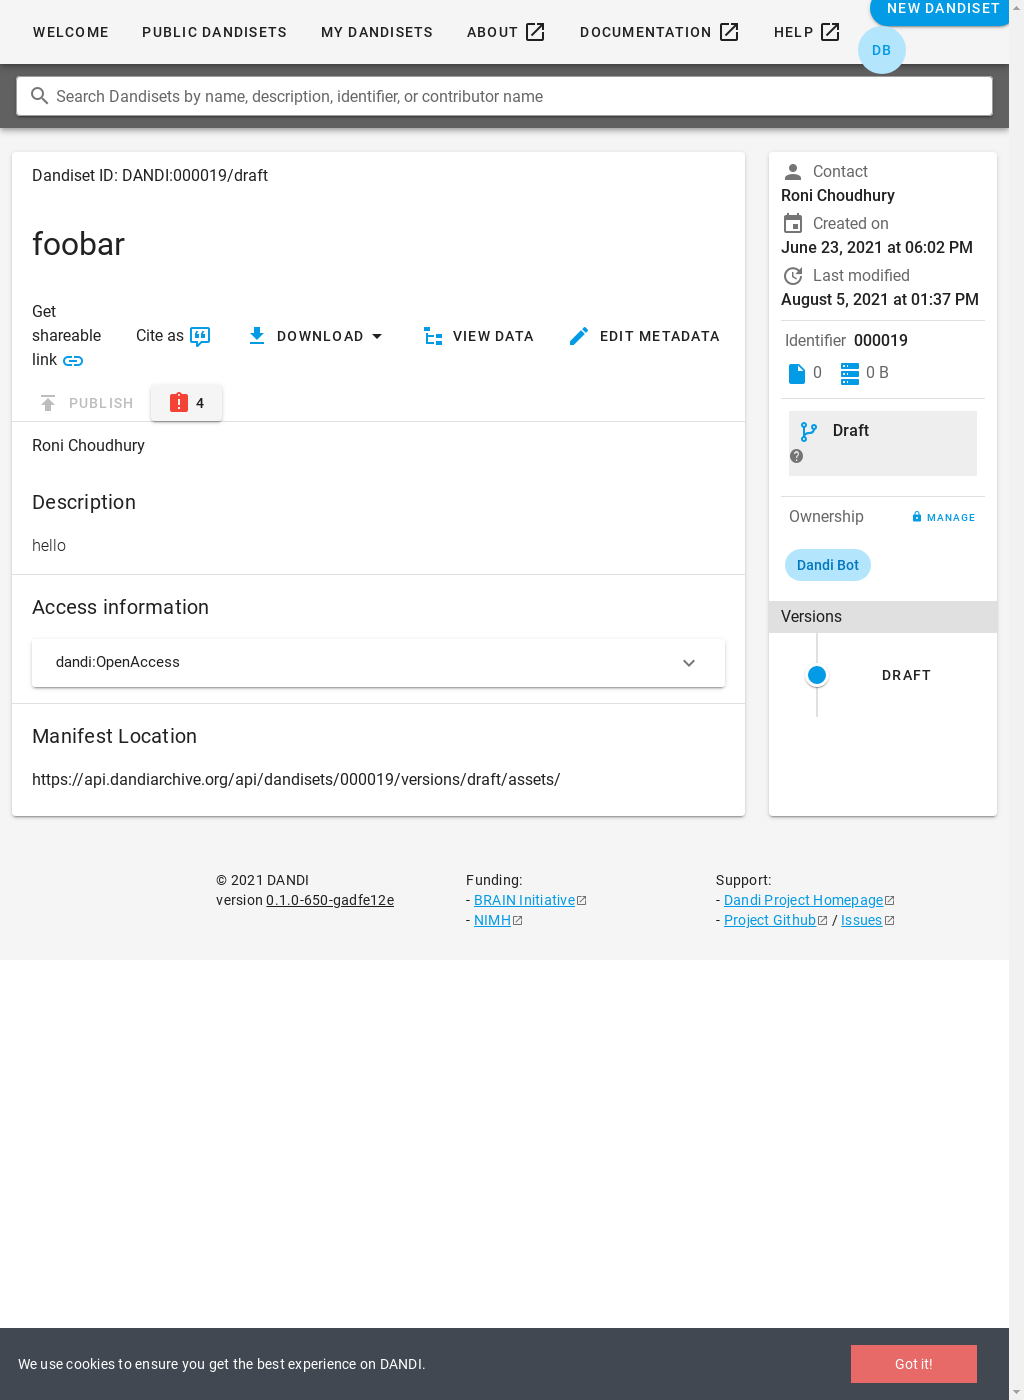 WELCOME
PUBLIC DANDISETS
MY DANDISETS
ABOUT
DOCUMENTATION
HELP
NEW DANDISET
DB
Search Dandisets by name, description, identifier, or contributor name
Dandiset ID: DANDI:000019/draft
foobar
Get
shareable
link
Cite as
DOWNLOAD
VIEW DATA
EDIT METADATA
PUBLISH
4
Roni Choudhury
Description
hello
Access information
dandi:OpenAccess
Manifest Location
https://api.dandiarchive.org/api/dandisets/000019/versions/draft/assets/
Contact
Roni Choudhury
Created on
June 23, 2021 at 06:02 PM
Last modified
August 5, 2021 at 01:37 PM
Identifier 000019
0
0 B
Draft
Ownership
MANAGE
Dandi Bot
Versions
DRAFT
© 2021 DANDI
version 0.1.0-650-gadfe12e
Funding:
- BRAIN Initiative
- NIMH
Support:
- Dandi Project Homepage
- Project Github / Issues
We use cookies to ensure you get the best experience on DANDI.
Got it!